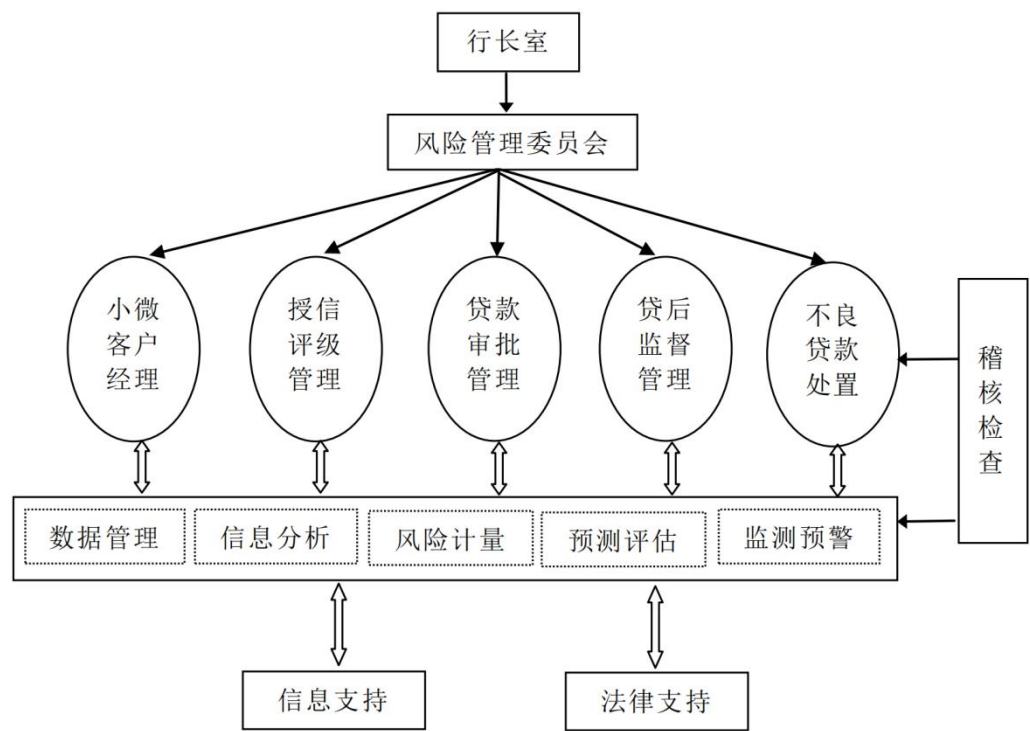 行长室
风险管理委员会
小微
客户
经理
授信
评级
管理
贷款
审批
管理
贷后
监督
管理
不良
贷款
处置
稽核检查
数据管理
信息分析
风险计量
预测评估
监测预警
信息支持
法律支持